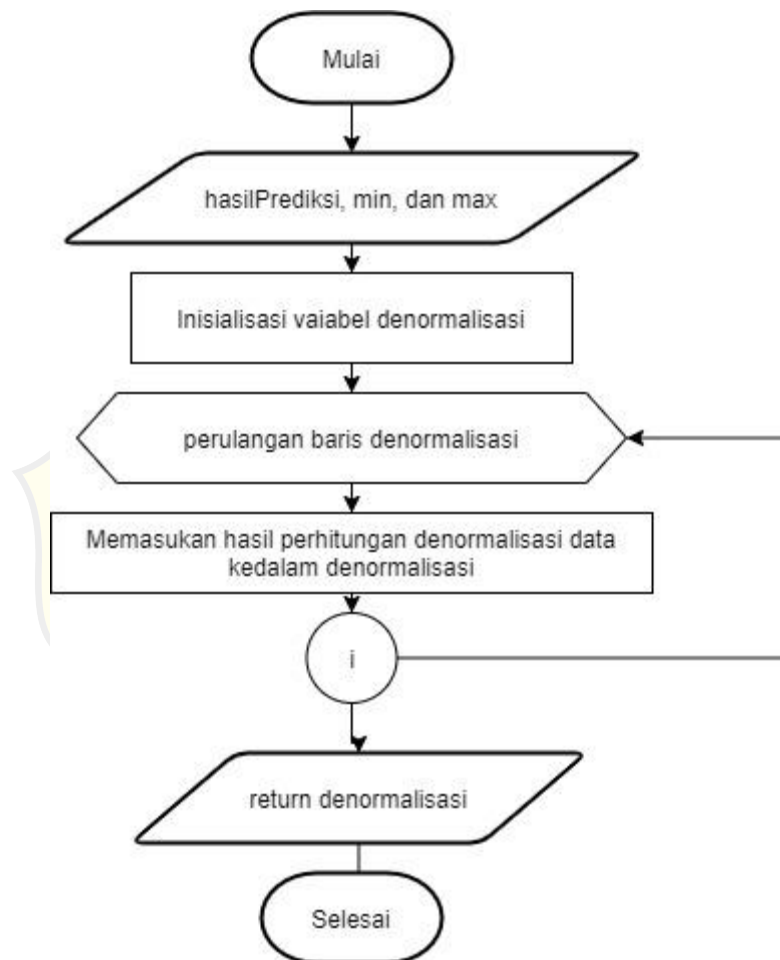 Mulai
hasilPrediksi, min, dan max
Inisialisasi vaiabel denormalisasi
perulangan baris denormalisasi
Memasukan hasil perhitungan denormalisasi data
kedalam denormalisasi
i
return denormalisasi
Selesai